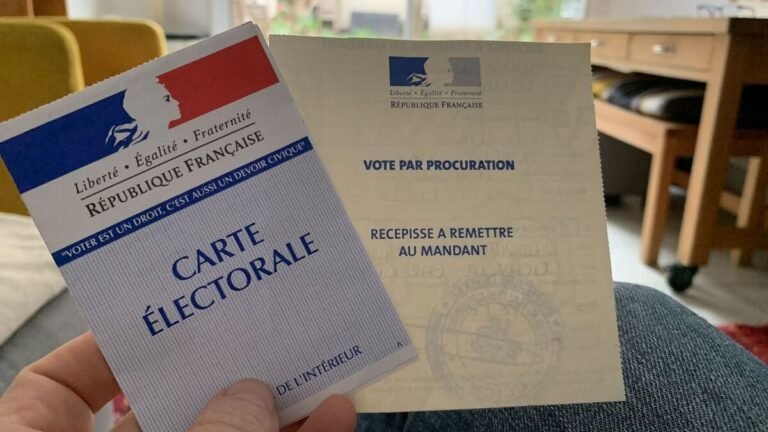 Liberté • Égalité • Fraternité
RÉPUBLIQUE FRANÇAISE
"VOTER EST UN DROIT, C'EST AUSSI UN DEVOIR CIVIQUE"
CARTE
ÉLECTORALE
DE L'INTÉRIEUR
Liberté • Égalité • Fraternité
RÉPUBLIQUE FRANÇAISE
VOTE PAR PROCURATION
RECEPISSE A REMETTRE
AU MANDANT